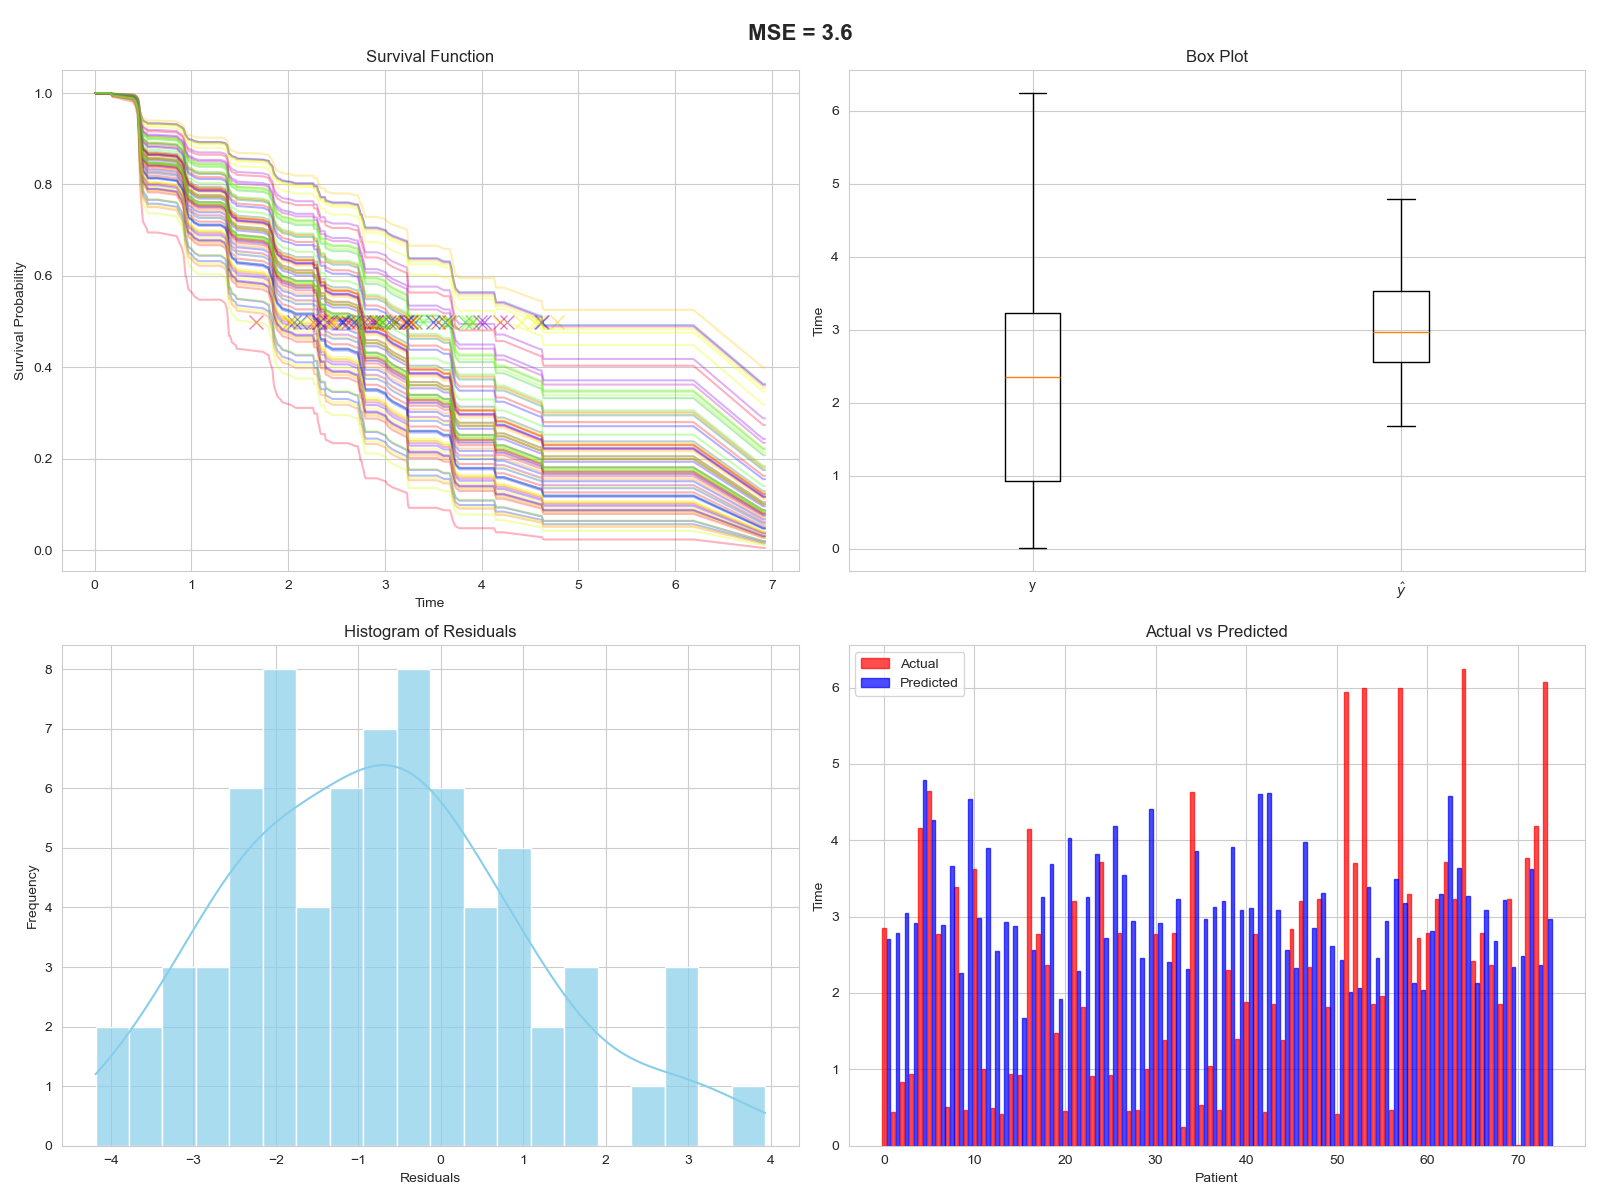 MSE = 3.6
Survival Function
Survival Probability
1.0
0.8
0.6
0.4
0.2
0.0
0 1 2 3 4 5 6 7
Time
Box Plot
Time
6
5
4
3
2
1
0
y ŷ
Histogram of Residuals
Frequency
8
7
6
5
4
3
2
1
0
−4 −3 −2 −1 0 1 2 3 4
Residuals
Actual vs Predicted
Actual
Predicted
Time
6
5
4
3
2
1
0
0 10 20 30 40 50 60 70
Patient